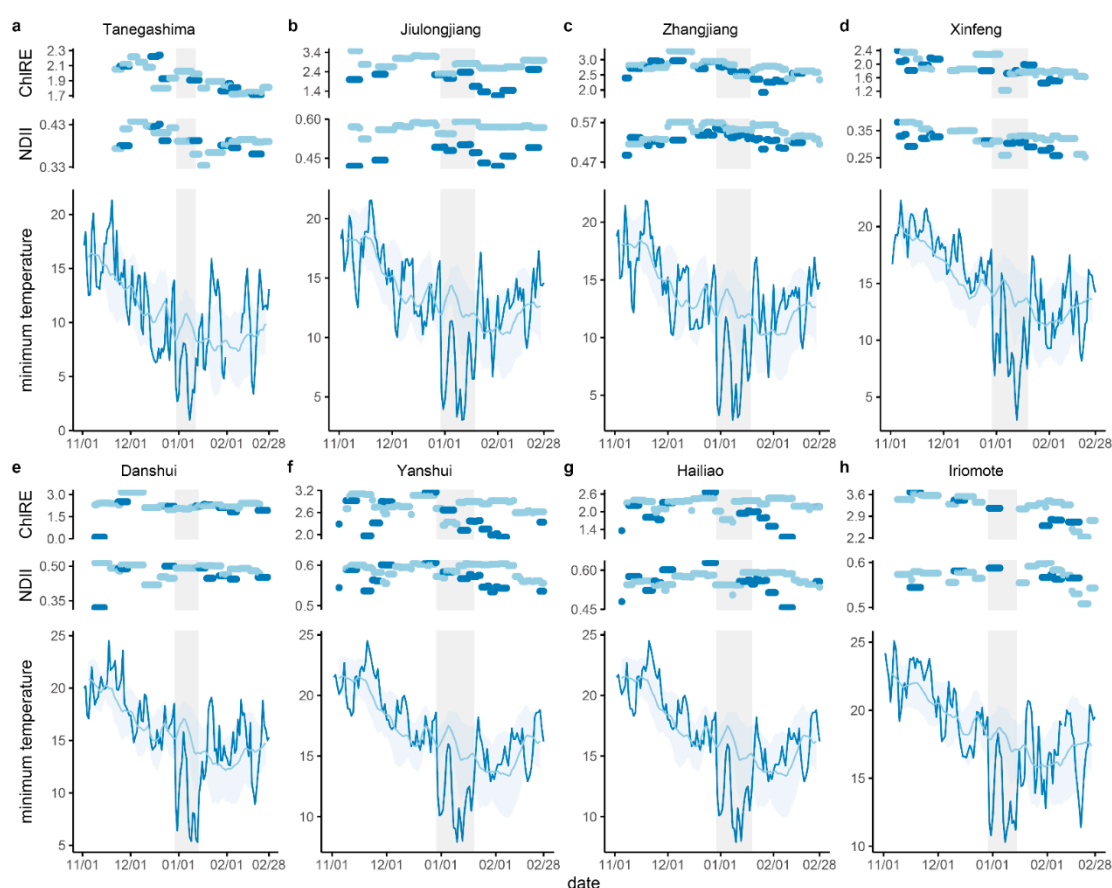 a Tanegashima b Jiulongjiang c Zhangjiang d Xinfeng
ChlRE 2.3 2.1 1.9 1.7 3.4 2.4 1.4 3.0 2.5 2.0 2.4 2.0 1.6 1.2
NDII 0.43 0.33 0.60 0.45 0.57 0.47 0.35 0.25
minimum temperature 20 15 10 5 0 20 15 10 5 20 15 10 5 20 15 10 5
11/01 12/01 01/01 02/01 02/28 11/01 12/01 01/01 02/01 02/28 11/01 12/01 01/01 02/01 02/28 11/01 12/01 01/01 02/01 02/28
e Danshui f Yanshui g Hailiao h Iriomote
ChlRE 3.0 1.5 0.0 3.2 2.6 2.0 2.6 2.0 1.4 3.6 2.9 2.2
NDII 0.50 0.35 0.6 0.5 0.60 0.45 0.6 0.5
minimum temperature 25 20 15 10 5 25 20 15 10 25 20 15 10 25 20 15 10
11/01 12/01 01/01 02/01 02/28 11/01 12/01 01/01 02/01 02/28 11/01 12/01 01/01 02/01 02/28 11/01 12/01 01/01 02/01 02/28
date